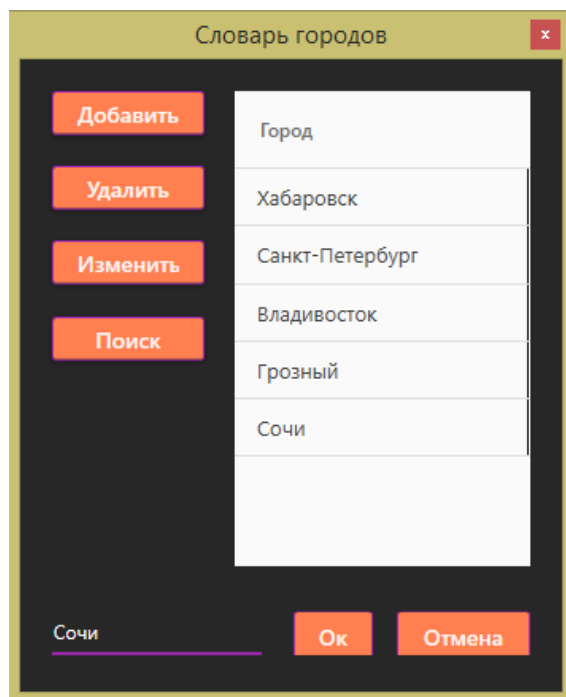 Словарь городов
x
Добавить
Удалить
Изменить
Поиск
Город
Хабаровск
Санкт-Петербург
Владивосток
Грозный
Сочи
Сочи
Ок
Отмена